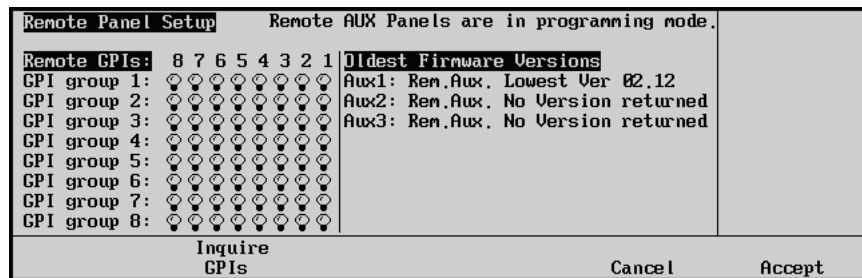 Remote Panel Setup Remote AUX Panels are in programming mode.
Remote GPIs: 8 7 6 5 4 3 2 1 Oldest Firmware Versions
GPI group 1: Aux1: Rem.Aux. Lowest Ver 02.12
GPI group 2: Aux2: Rem.Aux. No Version returned
GPI group 3: Aux3: Rem.Aux. No Version returned
GPI group 4:
GPI group 5:
GPI group 6:
GPI group 7:
GPI group 8:
Inquire
GPIs Cancel Accept